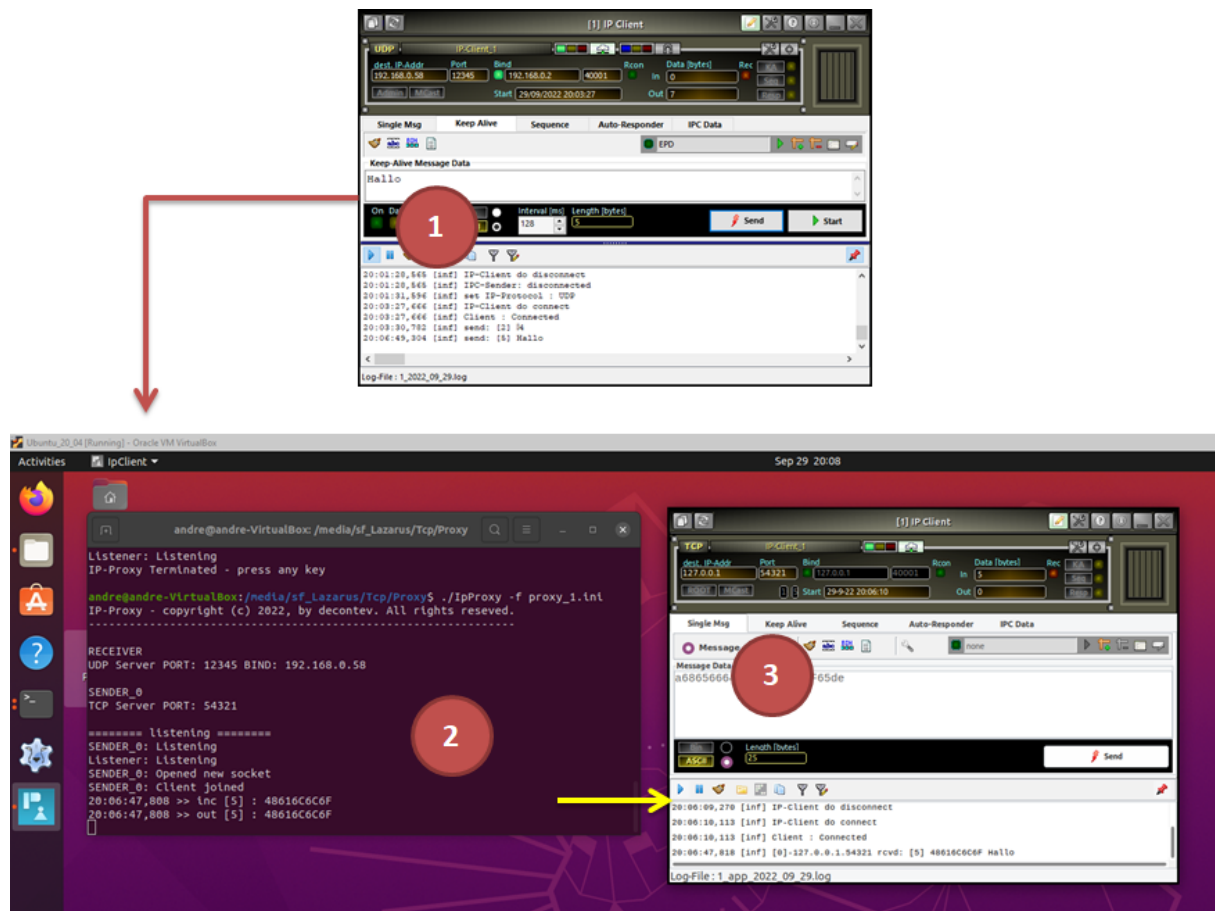 [1] IP Client
UDP IP-Client_1
dest. IP-Addr Port Bind Rcon Data [bytes] Rec KA
192.168.0.58 12345 192.168.0.2 40001 In 0 Seq
Admin MCast Start 29/09/2022 20:03:27 Out 7 Resp
Single Msg Keep Alive Sequence Auto-Responder IPC Data
EPD
Keep-Alive Message Data
Hallo
On Interval [ms] Length [bytes]
1
128 5 Send Start
20:01:28,565 [inf] IP-Client do disconnect
20:01:28,565 [inf] IPC-Sender: disconnected
20:01:31,596 [inf] set IP-Protocol : UDP
20:03:27,666 [inf] IP-Client do connect
20:03:27,666 [inf] Client : Connected
20:03:30,782 [inf] send: [2]
20:06:49,304 [inf] send: [5] Hallo
Log-File : 1_2022_09_29.log
Ubuntu_20_04 [Running] - Oracle VM VirtualBox
Activities IpClient Sep 29 20:08
andre@andre-VirtualBox: /media/sf_Lazarus/Tcp/Proxy
Listener: Listening
IP-Proxy Terminated - press any key
andre@andre-VirtualBox:/media/sf_Lazarus/Tcp/Proxy$ ./IpProxy -f proxy_1.ini
IP-Proxy - copyright (c) 2022, by decontev. All rights reseved.
---------------------------------------------------------------
RECEIVER
UDP Server PORT: 12345 BIND: 192.168.0.58
SENDER_0
TCP Server PORT: 54321
======== listening ========
SENDER_0: Listening
Listener: Listening
SENDER_0: Opened new socket
SENDER_0: Client joined
20:06:47,808 >> inc [5] : 48616C6C6F
20:06:47,808 >> out [5] : 48616C6C6F
2
[1] IP Client
TCP IP-Client_1
dest. IP-Addr Port Bind Rcon Data [bytes] Rec KA
127.0.0.1 54321 127.0.0.1 40001 In 5 Seq
ROOT MCast Start 29-9-22 20:06:10 Out 0 Resp
Single Msg Keep Alive Sequence Auto-Responder IPC Data
Message none
Message Data
3
Bin Length [bytes]
ASCII 25 Send
20:06:09,270 [inf] IP-Client do disconnect
20:06:10,113 [inf] IP-Client do connect
20:06:10,113 [inf] Client : Connected
20:06:47,818 [inf] [0]-127.0.0.1.54321 rcvd: [5] 48616C6C6F Hallo
Log-File : 1_app_2022_09_29.log